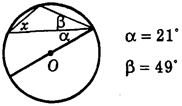 x
β
α
O
α = 21°
β = 49°